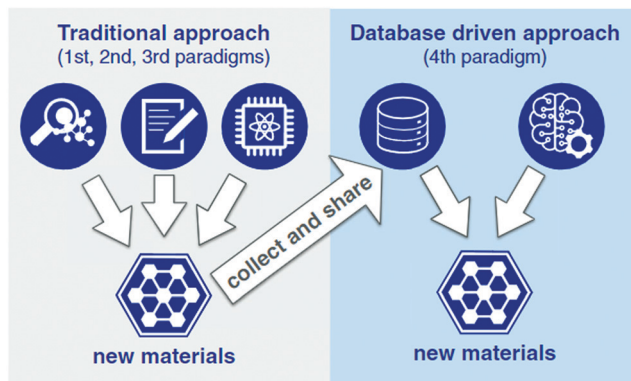 Traditional approach
(1st, 2nd, 3rd paradigms)
new materials
collect and share
Database driven approach
(4th paradigm)
new materials